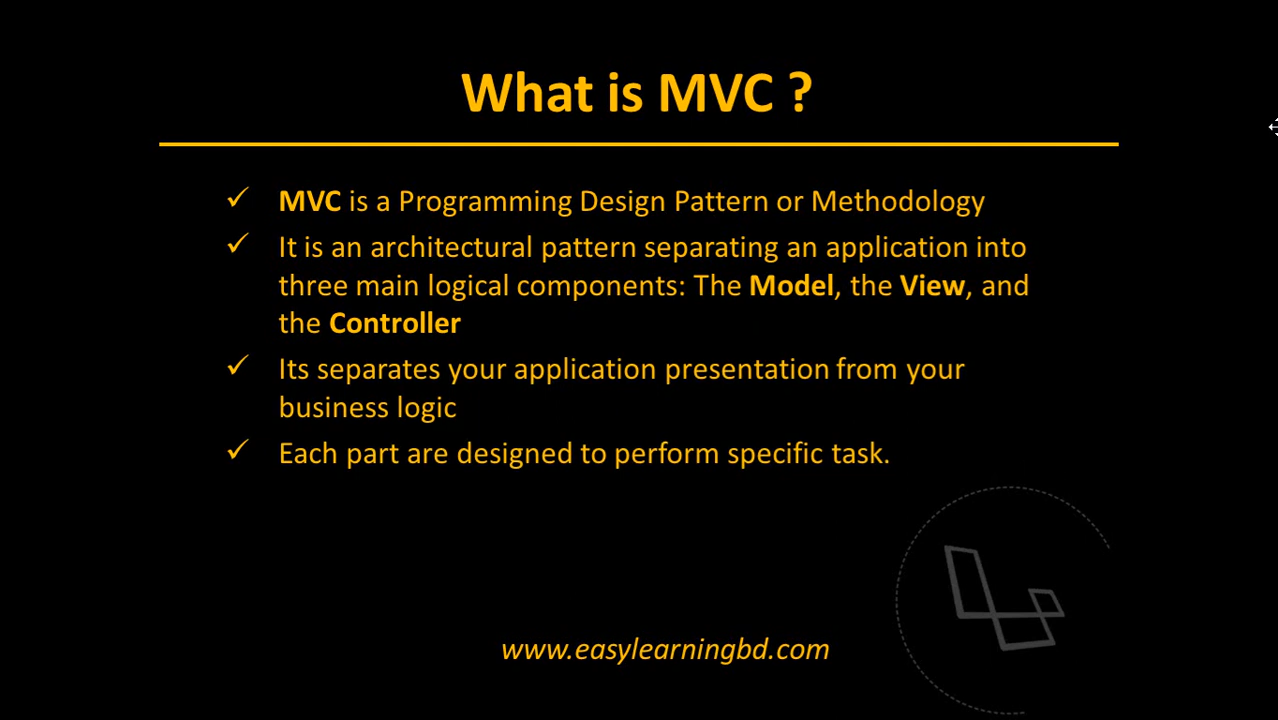 What is MVC ?
✓ MVC is a Programming Design Pattern or Methodology
✓ It is an architectural pattern separating an application into
three main logical components: The Model, the View, and
the Controller
✓ Its separates your application presentation from your
business logic
✓ Each part are designed to perform specific task.
www.easylearningbd.com